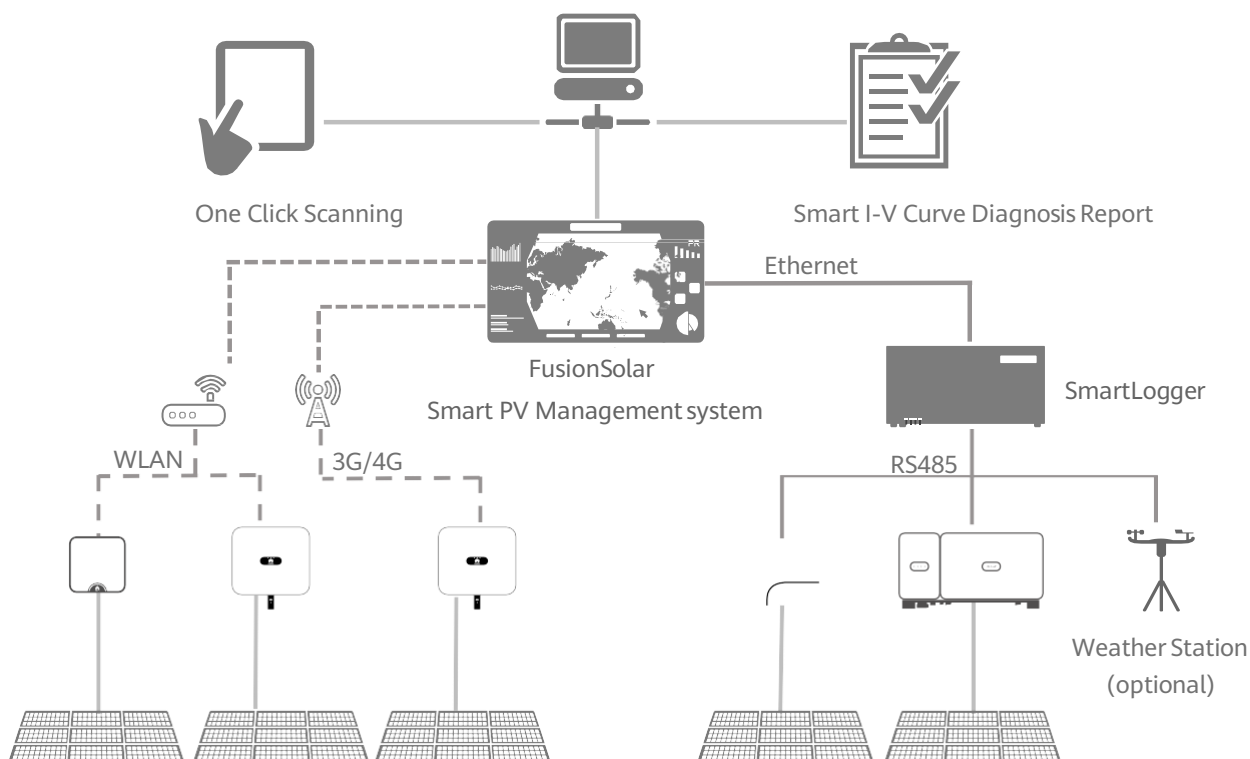 One Click Scanning
Smart I-V Curve Diagnosis Report
Ethernet
FusionSolar
Smart PV Management system
SmartLogger
WLAN
3G/4G
RS485
Weather Station
(optional)